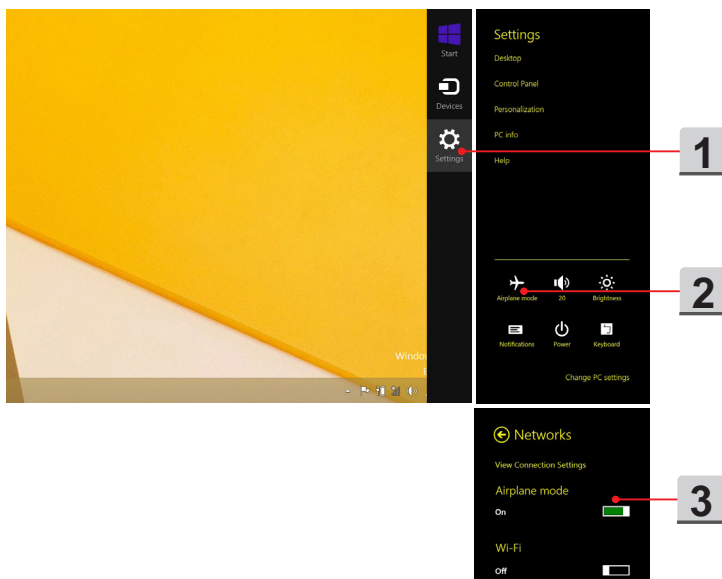 Start
Devices
Settings
Settings
Desktop
Control Panel
Personalization
PC info
Help
1
Airplane mode
20
Brightness
2
Notifications
Power
Keyboard
Change PC settings
Networks
View Connection Settings
Airplane mode
On
3
Wi-Fi
Off